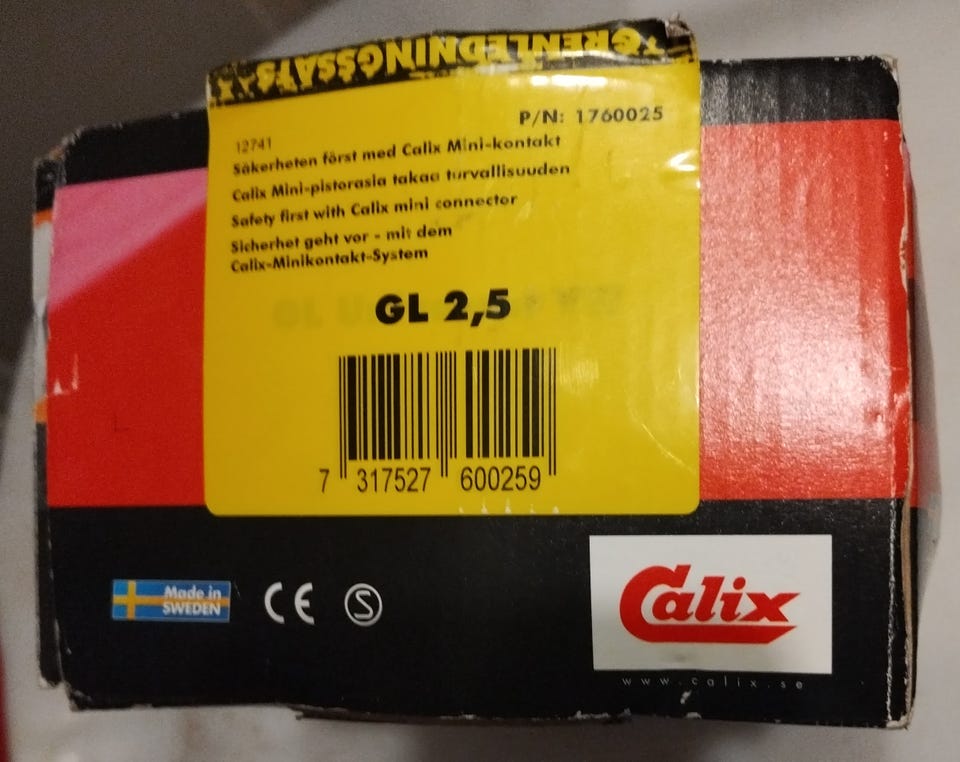 GRENLEDNINGSSATS
P/N: 1760025
12741
Säkerheten först med Calix Mini-kontakt
Calix Mini-pistorasia takaa turvallisuuden
Safety first with Calix mini connector
Sicherhet geht vor - mit dem
Calix-Minikontakt-System
GL 2,5
7 317527 600259
Made in
SWEDEN
CE
S
Calix
www.calix.se